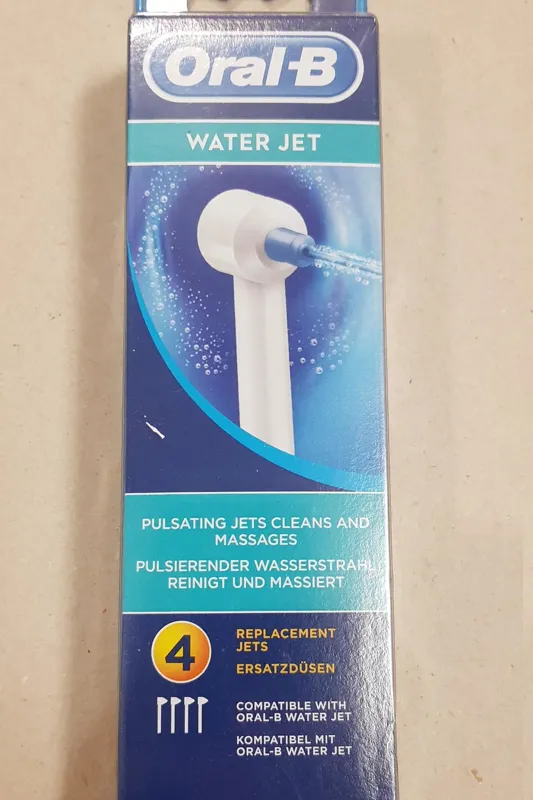 Oral-B
WATER JET
PULSATING JETS CLEANS AND
MASSAGES
PULSIERENDER WASSERSTRAHL
REINIGT UND MASSIERT
4
REPLACEMENT
JETS
ERSATZDÜSEN
COMPATIBLE WITH
ORAL-B WATER JET
KOMPATIBEL MIT
ORAL-B WATER JET